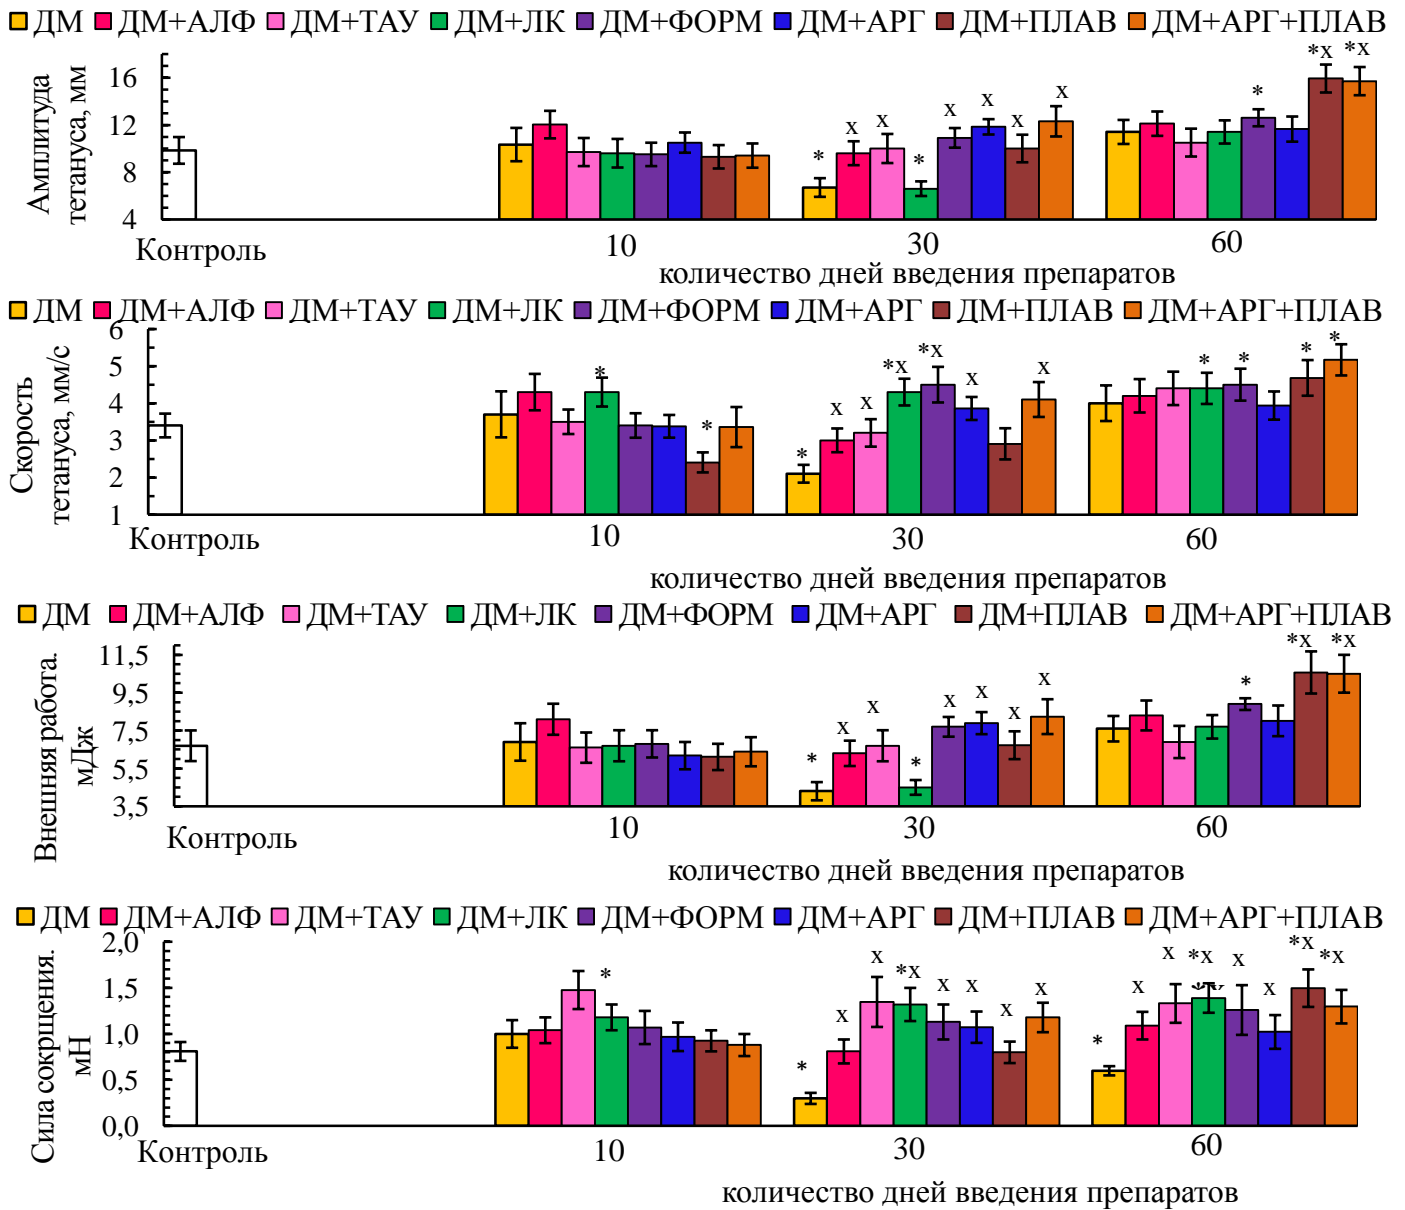 ДМ ДМ+АЛФ ДМ+ТАУ ДМ+ЛК ДМ+ФОРМ ДМ+АРГ ДМ+ПЛАВ ДМ+АРГ+ПЛАВ
Амплитуда
тетануса, мм
16
12
8
4
* x x * x x x x * *x *x
Контроль 10 30 60
количество дней введения препаратов
ДМ ДМ+АЛФ ДМ+ТАУ ДМ+ЛК ДМ+ФОРМ ДМ+АРГ ДМ+ПЛАВ ДМ+АРГ+ПЛАВ
Скорость
тетануса, мм/с
6
5
4
3
2
1
* * * x x *x *x x x * * * *
Контроль 10 30 60
количество дней введения препаратов
ДМ ДМ+АЛФ ДМ+ТАУ ДМ+ЛК ДМ+ФОРМ ДМ+АРГ ДМ+ПЛАВ ДМ+АРГ+ПЛАВ
Внешняя работа.
мДж
11,5
9,5
7,5
5,5
3,5
* x x * x x x x * *x *x
Контроль 10 30 60
количество дней введения препаратов
ДМ ДМ+АЛФ ДМ+ТАУ ДМ+ЛК ДМ+ФОРМ ДМ+АРГ ДМ+ПЛАВ ДМ+АРГ+ПЛАВ
Сила сокрщения.
мН
2,0
1,5
1,0
0,5
0,0
* * x x *x x x x x * x x *x x x *x *x
Контроль 10 30 60
количество дней введения препаратов